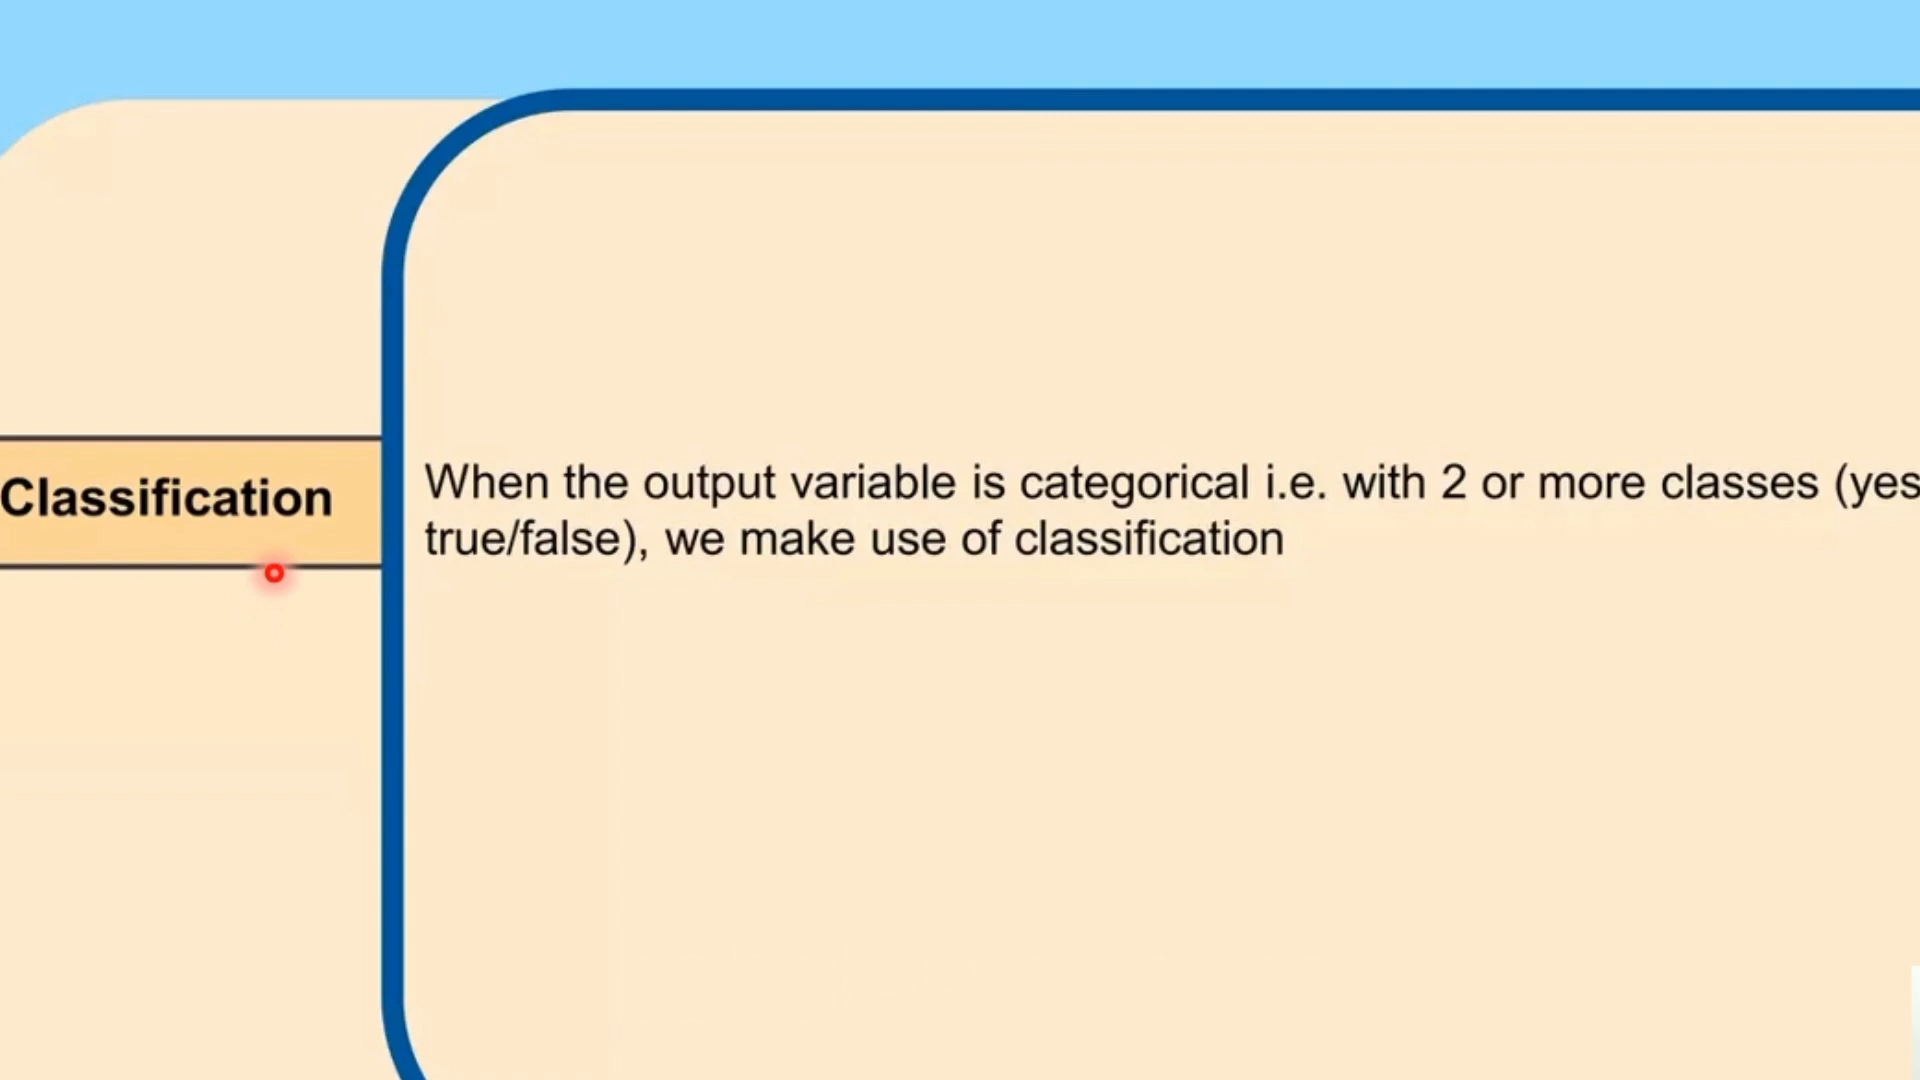 Classification
When the output variable is categorical i.e. with 2 or more classes (yes
true/false), we make use of classification